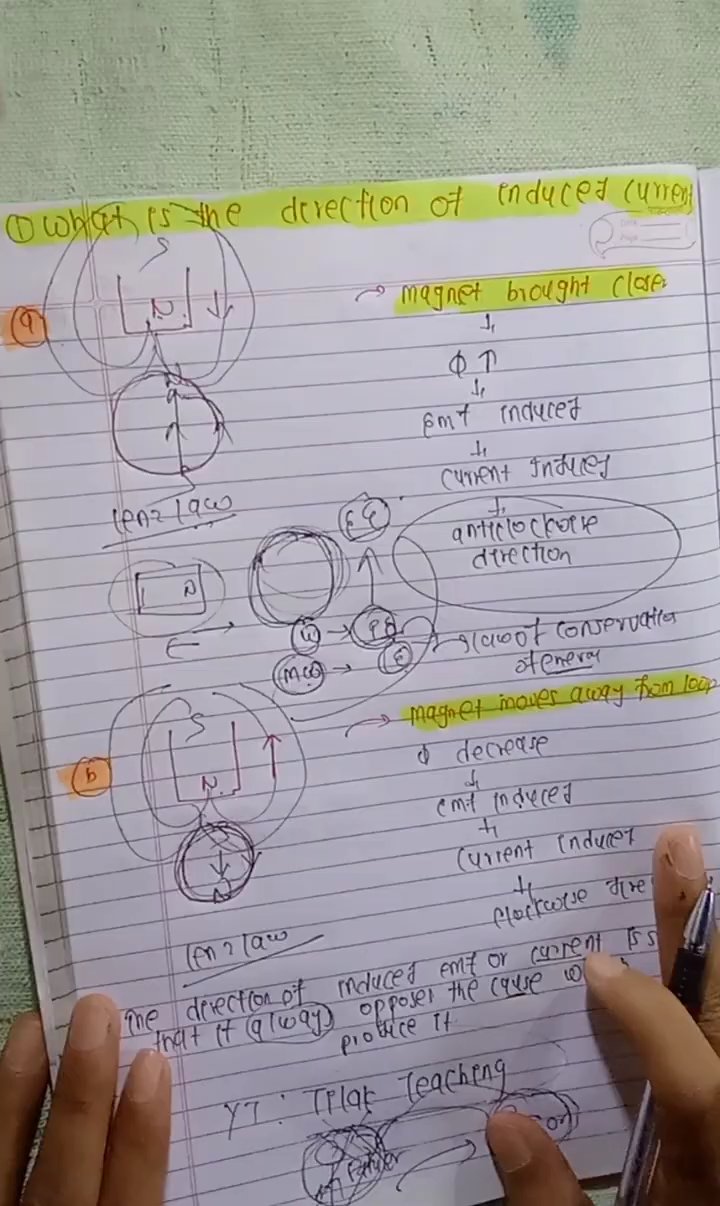 ① What is the direction of induced current
S
ⓐ
N
→ magnet brought close
↓
Φ ↑
↓
Emf induced
↓
current induced
↓
anticlockwise
direction
lenz law
EE
N
W → PE
→ law of conservation
of energy
MW → E
→ magnet moves away from loop
S
ⓑ
N
Φ decrease
↓
emf induced
↓
current induced
↓
clockwise dire
N
lenz law
The direction of induced emf or current is s
that it always opposes the cause w
produce it
YT: Tilak Teaching